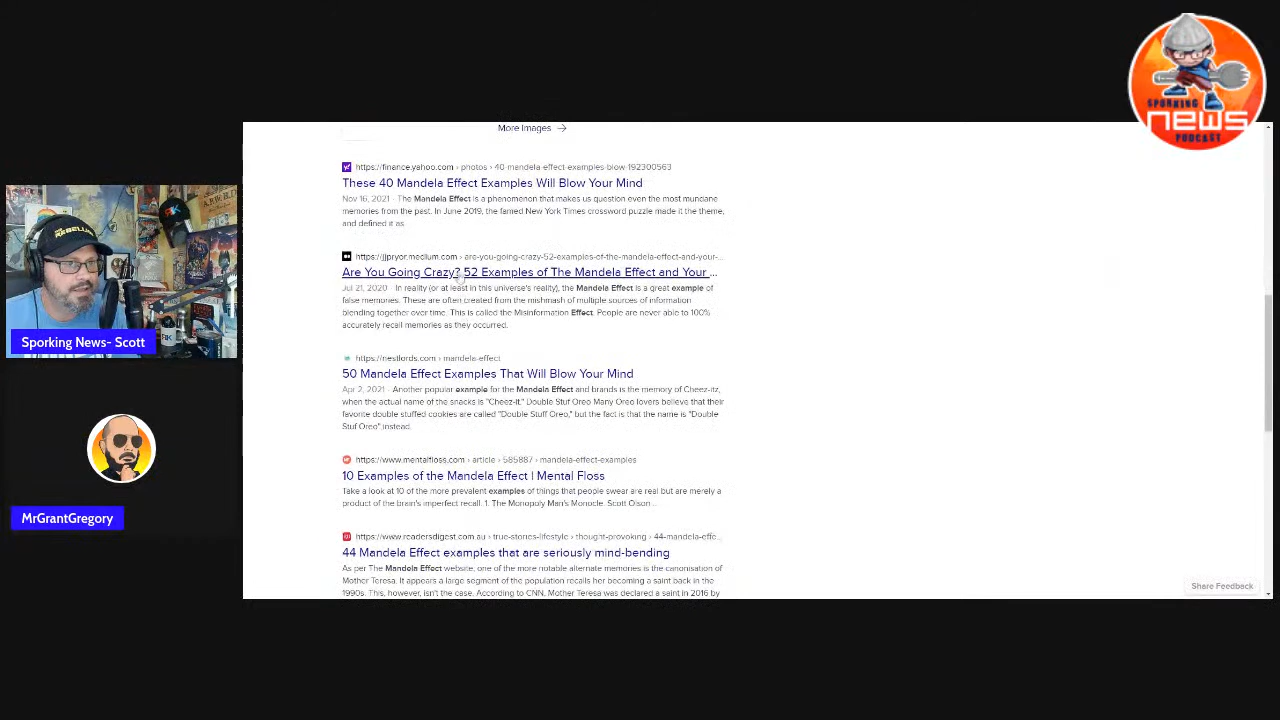 More Images →
https://finance.yahoo.com › photos › 40-mandela-effect-examples-blow-192300563
These 40 Mandela Effect Examples Will Blow Your Mind
Nov 16, 2021 · The Mandela Effect is a phenomenon that makes us question even the most mundane
memories from the past. In June 2019, the famed New York Times crossword puzzle made it the theme,
and defined it as
https://jjpryor.medium.com › are-you-going-crazy-52-examples-of-the-mandela-effect-and-your-...
Are You Going Crazy? 52 Examples of The Mandela Effect and Your ...
Jul 21, 2020 · In reality (or at least in this universe's reality), the Mandela Effect is a great example of
false memories. These are often created from the mishmash of multiple sources of information
blending together over time. This is called the Misinformation Effect. People are never able to 100%
accurately recall memories as they occurred.
https://nestlords.com › mandela-effect
50 Mandela Effect Examples That Will Blow Your Mind
Apr 2, 2021 · Another popular example for the Mandela Effect and brands is the memory of Cheez-itz,
when the actual name of the snacks is "Cheez-it." Double Stuf Oreo Many Oreo lovers believe that their
favorite double stuffed cookies are called "Double Stuff Oreo," but the fact is that the name is "Double
Stuf Oreo" instead.
https://www.mentalfloss.com › article › 585887 › mandela-effect-examples
10 Examples of the Mandela Effect | Mental Floss
Take a look at 10 of the more prevalent examples of things that people swear are real but are merely a
product of the brain's imperfect recall. 1. The Monopoly Man's Monocle. Scott Olson...
https://www.readersdigest.com.au › true-stories-lifestyle › thought-provoking › 44-mandela-effe...
44 Mandela Effect examples that are seriously mind-bending
As per The Mandela Effect website, one of the more notable alternate memories is the canonisation of
Mother Teresa. It appears a large segment of the population recalls her becoming a saint back in the
1990s. This, however, isn't the case. According to CNN, Mother Teresa was declared a saint in 2016 by
Share Feedback
Sporking News- Scott
MrGrantGregory
SPORKING
news
PODCAST